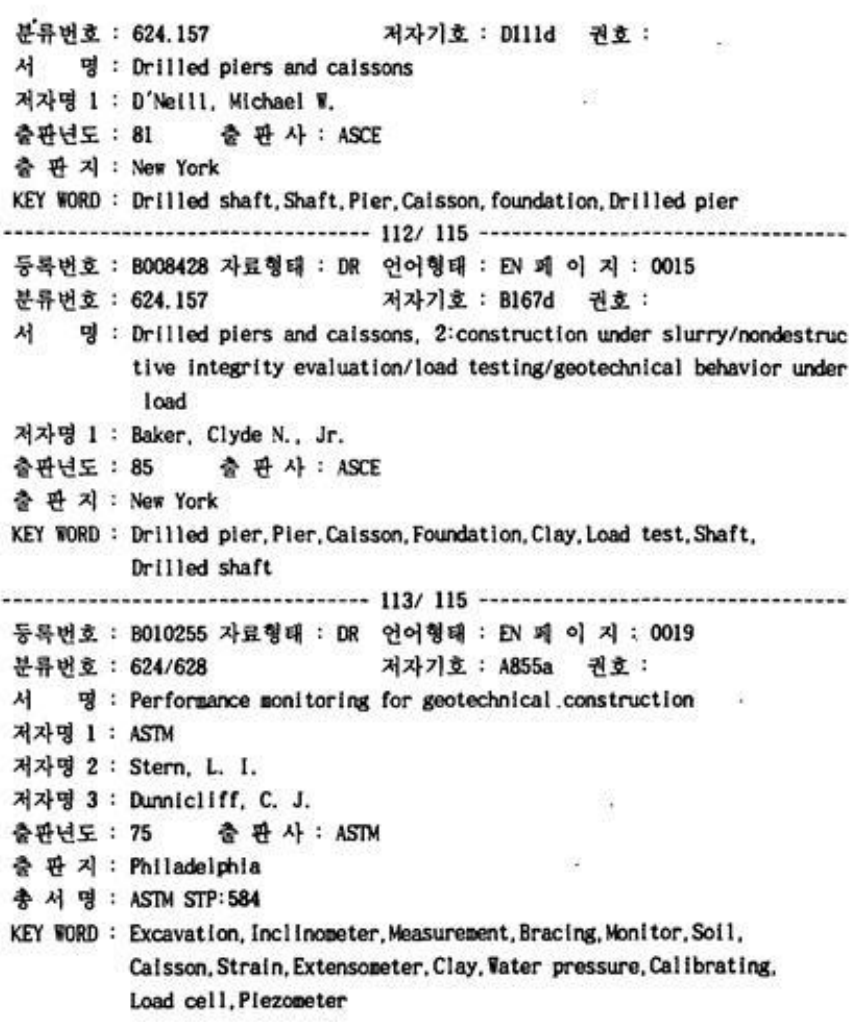 분류번호 : 624.157 저자기호 : D111d 권호 :
서 명 : Drilled piers and caissons
저자명 1 : D'Neill, Michael W.
출판년도 : 81 출 판 사 : ASCE
출 판 지 : New York
KEY WORD : Drilled shaft,Shaft,Pier,Caisson,foundation,Drilled pier
---------------------------------- 112/ 115 ----------------------------------
등록번호 : B008428 자료형태 : DR 언어형태 : EN 페 이 지 : 0015
분류번호 : 624.157 저자기호 : B167d 권호 :
서 명 : Drilled piers and caissons, 2:construction under slurry/nondestruc
tive integrity evaluation/load testing/geotechnical behavior under
load
저자명 1 : Baker, Clyde N., Jr.
출판년도 : 85 출 판 사 : ASCE
출 판 지 : New York
KEY WORD : Drilled pier,Pier,Caisson,Foundation,Clay,Load test,Shaft,
Drilled shaft
---------------------------------- 113/ 115 ----------------------------------
등록번호 : B010255 자료형태 : DR 언어형태 : EN 페 이 지 : 0019
분류번호 : 624/628 저자기호 : A855a 권호 :
서 명 : Performance monitoring for geotechnical construction
저자명 1 : ASTM
저자명 2 : Stern, L. I.
저자명 3 : Dunnicliff, C. J.
출판년도 : 75 출 판 사 : ASTM
출 판 지 : Philadelphia
총 서 명 : ASTM STP:584
KEY WORD : Excavation,Inclinometer,Measurement,Bracing,Monitor,Soil,
Caisson,Strain,Extensometer,Clay,Water pressure,Calibrating,
Load cell,Piezometer